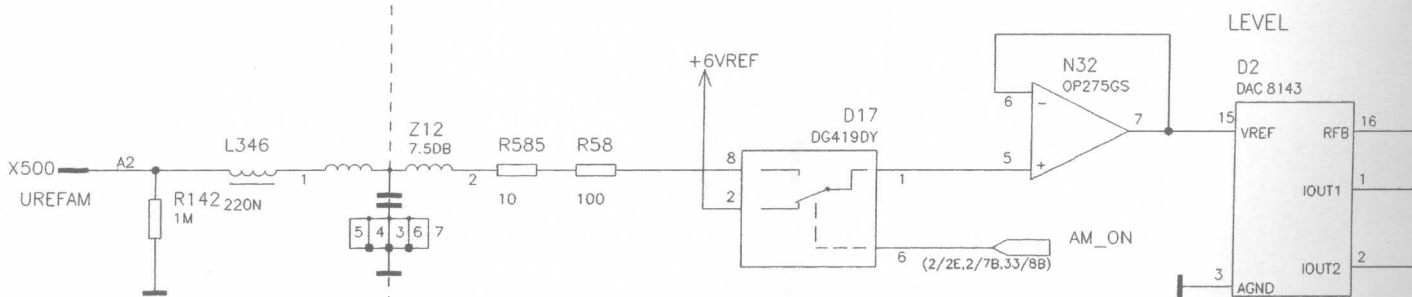 LEVEL
+6VREF
N32
OP275GS
D2
DAC 8143
6
7
15
VREF
RFB
16
D17
DG419DY
Z12
7.5DB
L346
R585
R58
X500
A2
1
2
8
1
5
UREFAM
R142
220N
1M
10
100
2
IOUT1
1
5
4
3
6
7
AM_ON
6
(2/2E,2/7B,33/8B)
3
AGND
IOUT2
2